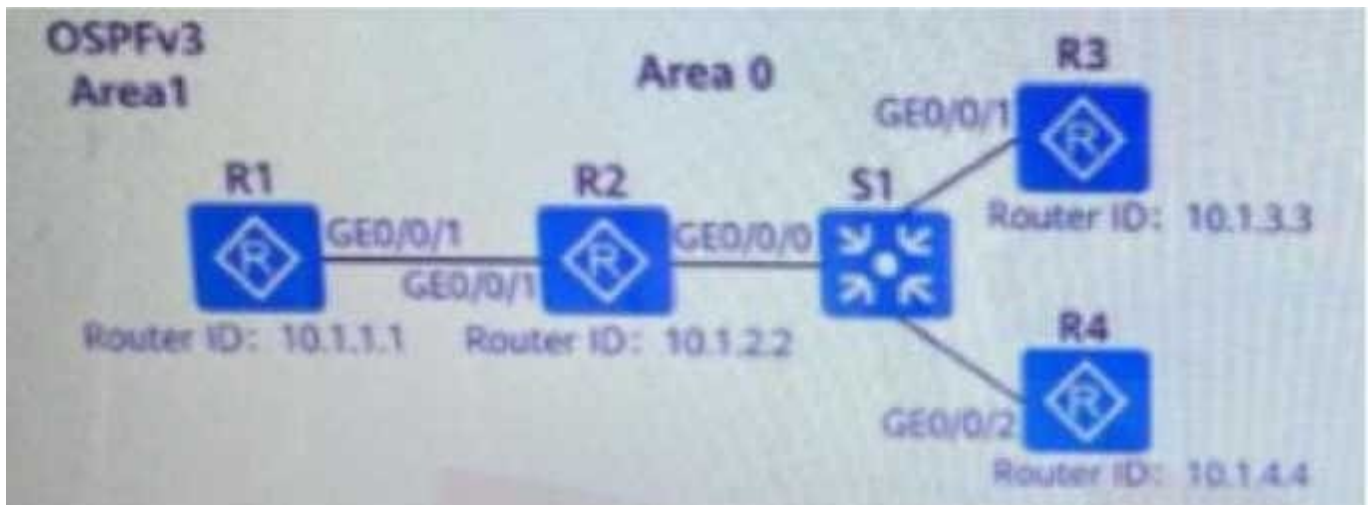 OSPFv3
Area1
Area 0
R3
GE0/0/1
R1
R2
S1
Router ID: 10.1.3.3
GE0/0/1
GE0/0/0
GE0/0/1
Router ID: 10.1.1.1
Router ID: 10.1.2.2
R4
GE0/0/2
Router ID: 10.1.4.4